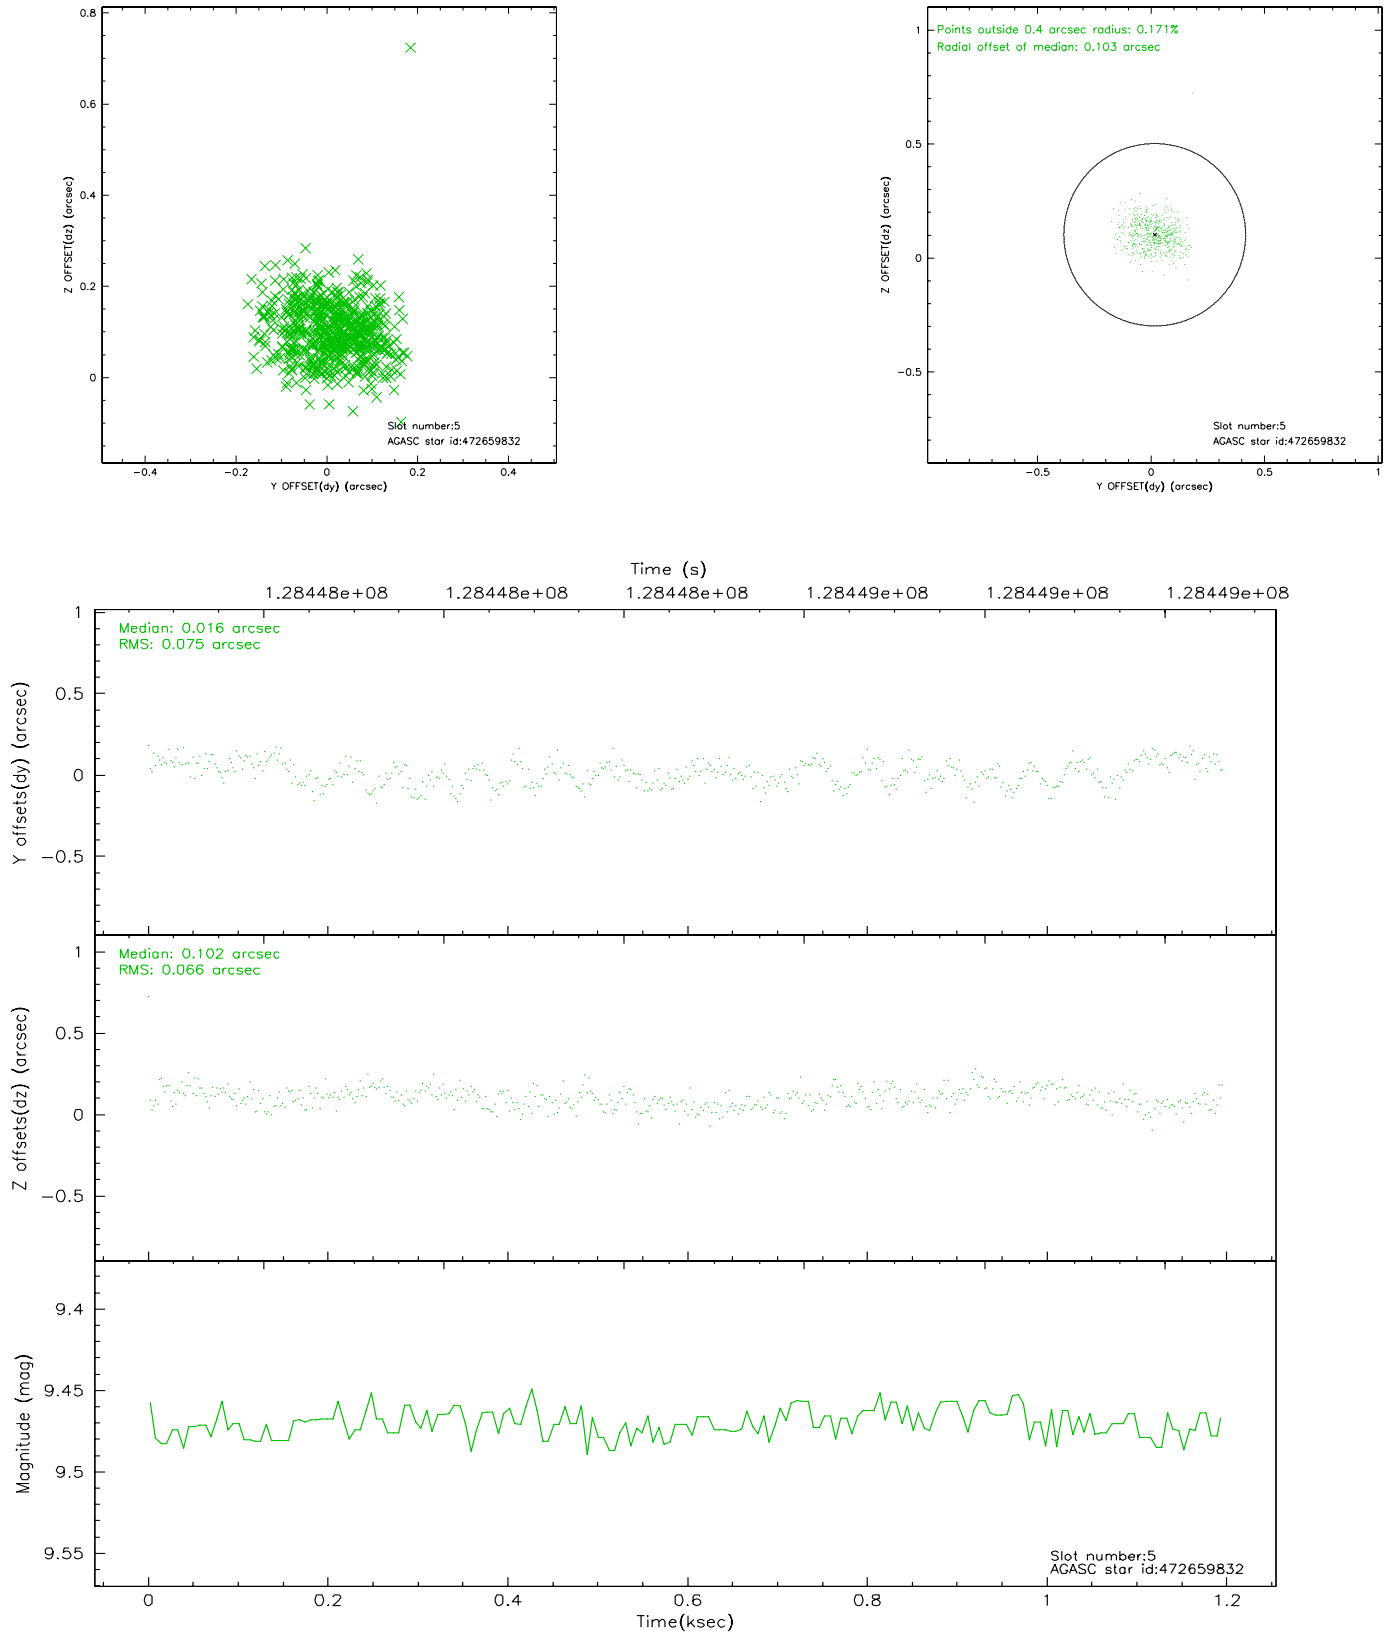 0.8
0.6
0.4
0.2
0
Z OFFSET(dz) (arcsec)
Slot number:5
AGASC star id:472659832
-0.4 -0.2 0 0.2 0.4
Y OFFSET(dy) (arcsec)
Points outside 0.4 arcsec radius: 0.171%
Radial offset of median: 0.103 arcsec
1
0.5
0
-0.5
Z OFFSET(dz) (arcsec)
Slot number:5
AGASC star id:472659832
-0.5 0 0.5 1
Y OFFSET(dy) (arcsec)
Time (s)
1.28448e+08 1.28448e+08 1.28448e+08 1.28449e+08 1.28449e+08 1.28449e+08
Median: 0.016 arcsec
RMS: 0.075 arcsec
1
0.5
0
-0.5
Y offsets(dy) (arcsec)
Median: 0.102 arcsec
RMS: 0.066 arcsec
1
0.5
0
-0.5
Z offsets(dz) (arcsec)
9.4
9.45
9.5
9.55
Magnitude (mag)
Slot number:5
AGASC star id:472659832
0 0.2 0.4 0.6 0.8 1 1.2
Time(ksec)